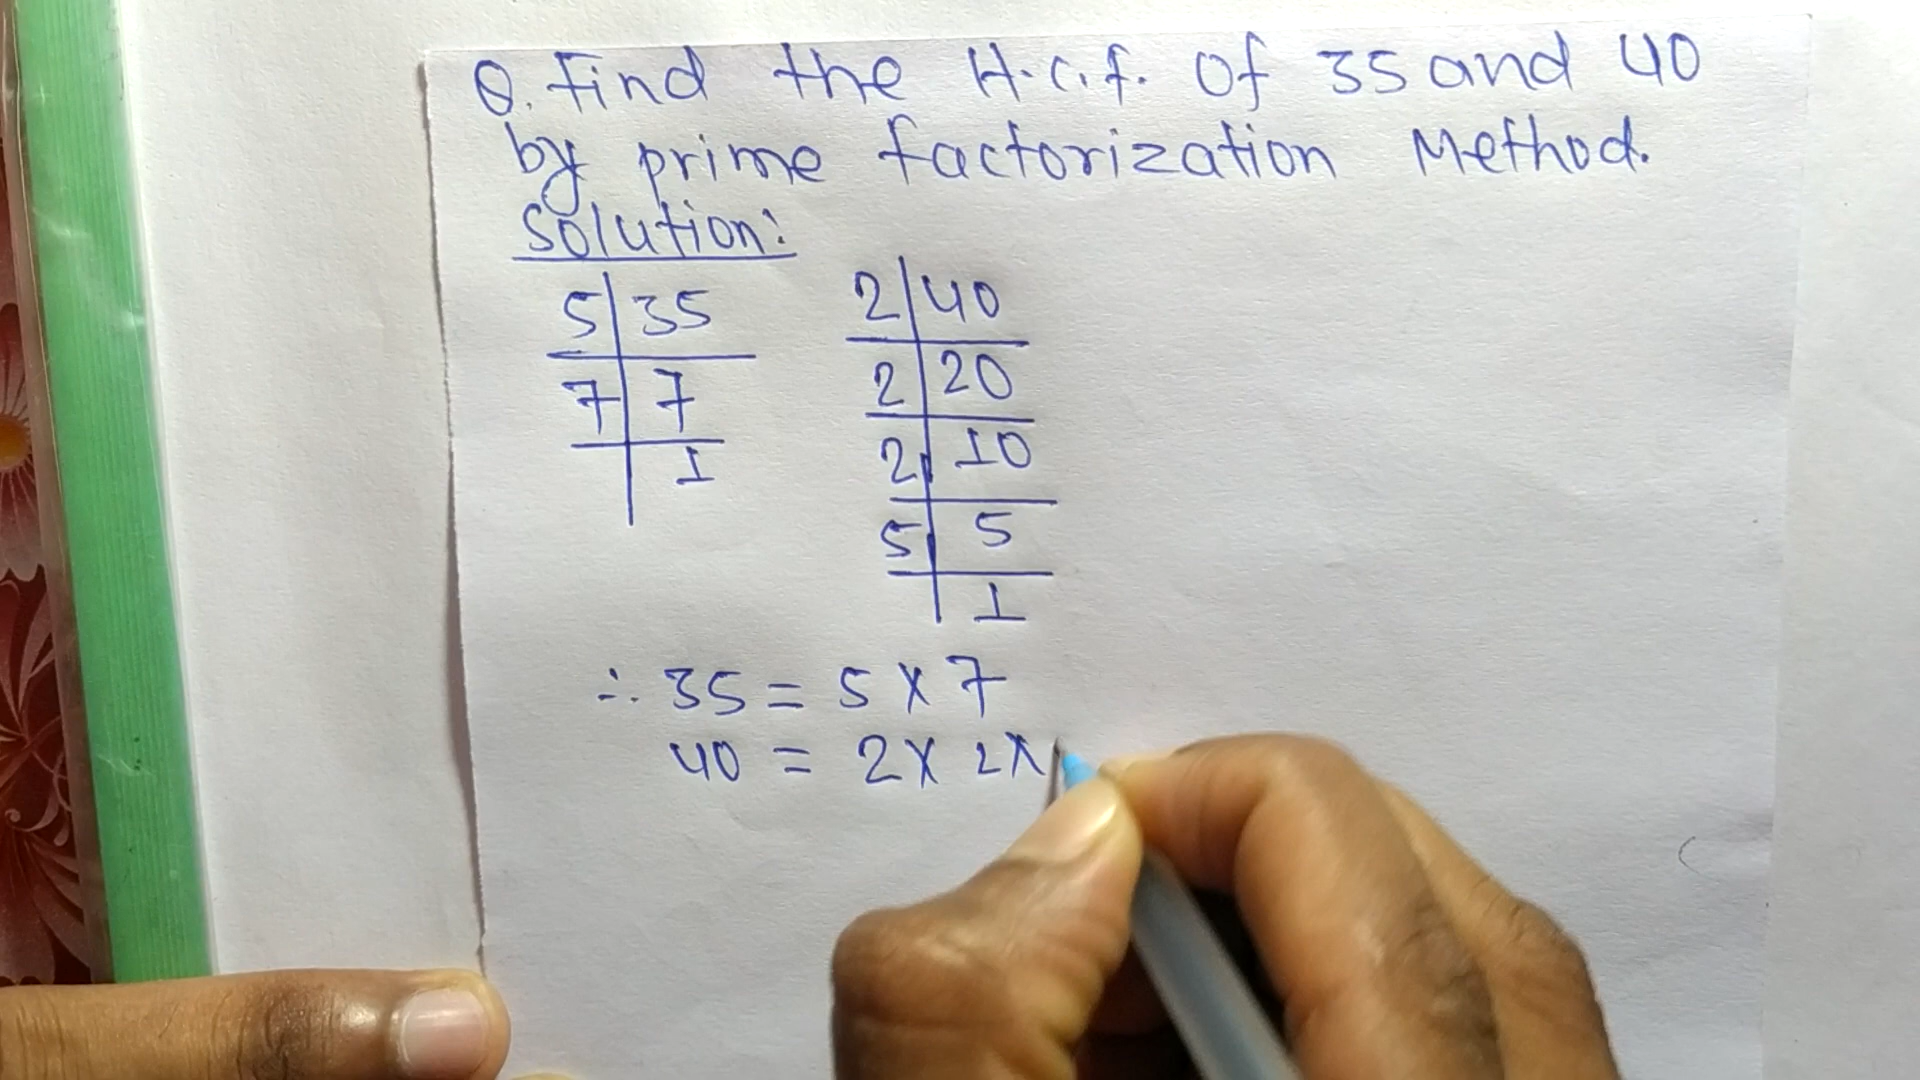 Q. Find the H.C.f. Of 35 and 40
by prime factorization Method.
Solution:
5 35
7 7
1
2 40
2 20
2 10
5 5
1
∴ 35 = 5 X 7
40 = 2 X 2 X